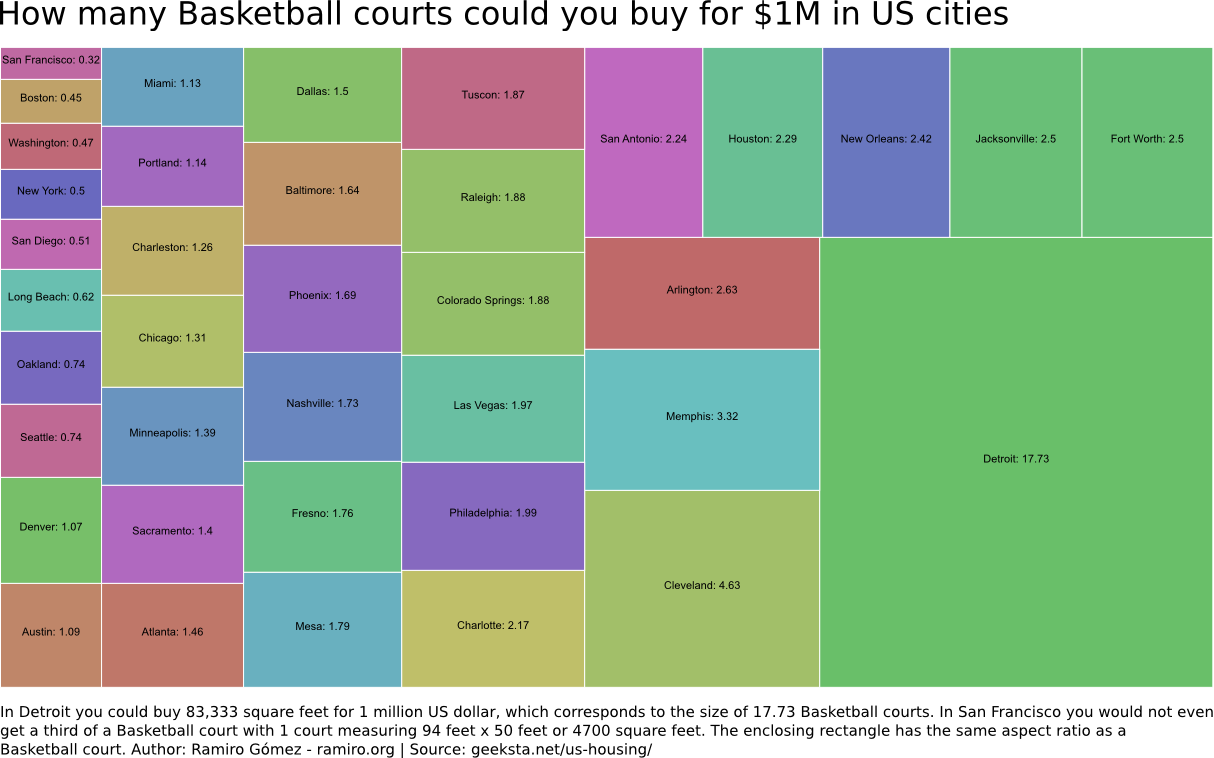 How many Basketball courts could you buy for $1M in US cities
San Francisco: 0.32
Boston: 0.45
Washington: 0.47
New York: 0.5
San Diego: 0.51
Long Beach: 0.62
Oakland: 0.74
Seattle: 0.74
Denver: 1.07
Austin: 1.09
Miami: 1.13
Portland: 1.14
Charleston: 1.26
Chicago: 1.31
Minneapolis: 1.39
Sacramento: 1.4
Atlanta: 1.46
Dallas: 1.5
Baltimore: 1.64
Phoenix: 1.69
Nashville: 1.73
Fresno: 1.76
Mesa: 1.79
Tuscon: 1.87
Raleigh: 1.88
Colorado Springs: 1.88
Las Vegas: 1.97
Philadelphia: 1.99
Charlotte: 2.17
San Antonio: 2.24
Houston: 2.29
New Orleans: 2.42
Jacksonville: 2.5
Fort Worth: 2.5
Arlington: 2.63
Memphis: 3.32
Cleveland: 4.63
Detroit: 17.73
In Detroit you could buy 83,333 square feet for 1 million US dollar, which corresponds to the size of 17.73 Basketball courts. In San Francisco you would not even
get a third of a Basketball court with 1 court measuring 94 feet x 50 feet or 4700 square feet. The enclosing rectangle has the same aspect ratio as a
Basketball court. Author: Ramiro Gómez - ramiro.org | Source: geeksta.net/us-housing/